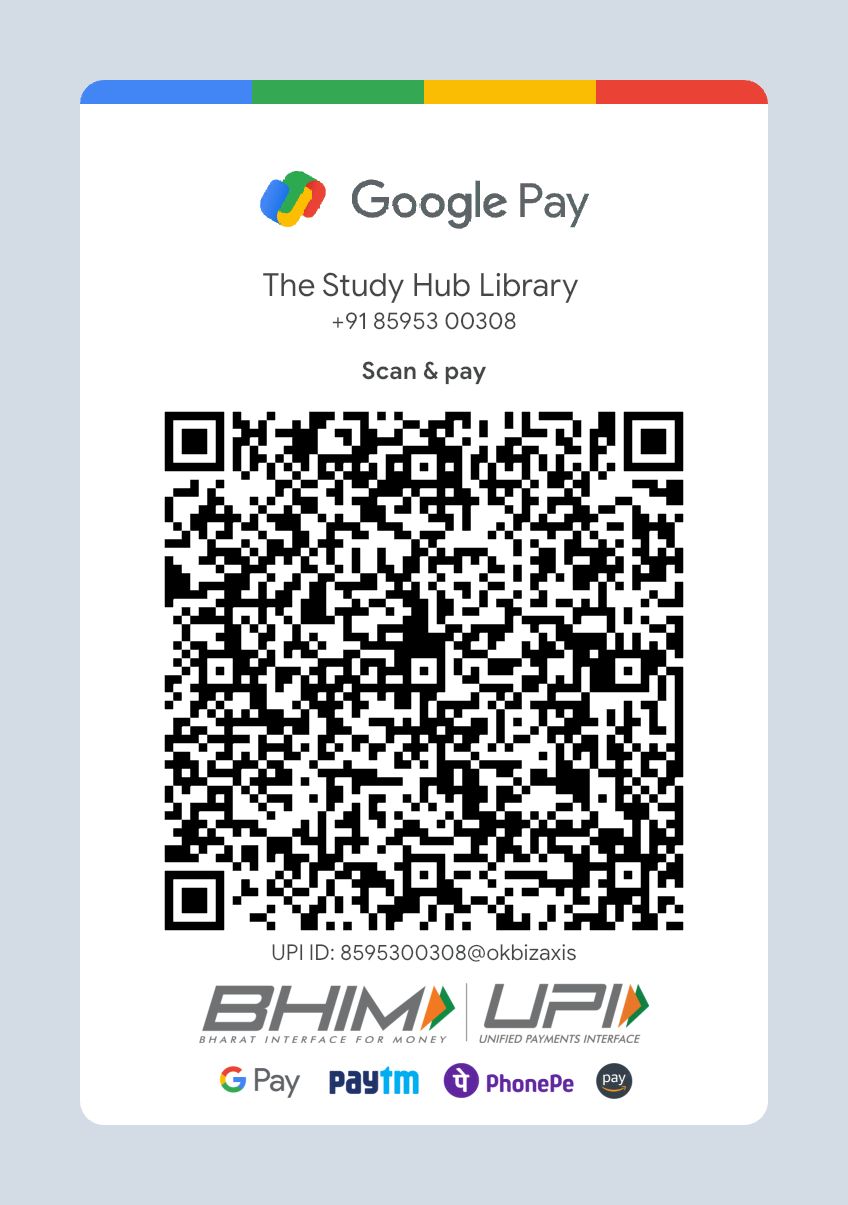 Google Pay
The Study Hub Library
+91 85953 00308
Scan & pay
UPI ID: 8595300308@okbizaxis
BHIM UPI
BHARAT INTERFACE FOR MONEY UNIFIED PAYMENTS INTERFACE
G Pay paytm पे PhonePe pay